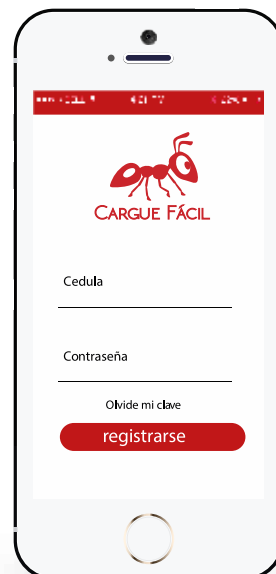 CARGUE FÁCIL
Cedula
Contraseña
Olvide mi clave
registrarse